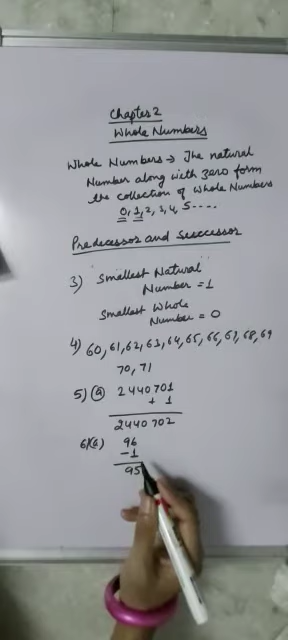 Chapter 2
Whole Numbers
Whole Numbers → The natural
Number along with zero form
the collection of whole Numbers
0, 1, 2, 3, 4, 5 ....
Predecessor and Successor
3) Smallest Natural
Number = 1
Smallest Whole
Number = 0
4) 60, 61, 62, 63, 64, 65, 66, 67, 68, 69
70, 71
5) (a) 2440701
+ 1
2440702
6)(a) 96
-1
95